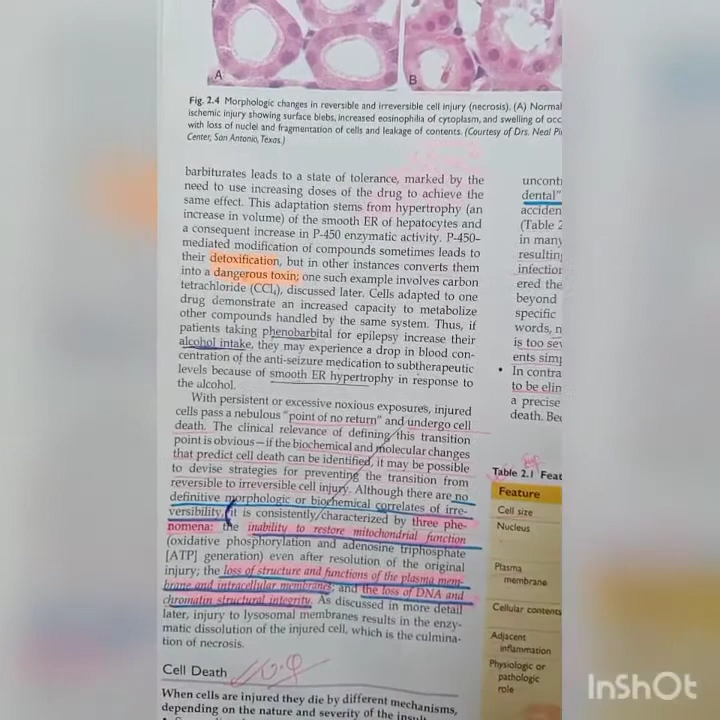 A
B
Fig. 2.4 Morphologic changes in reversible and irreversible cell injury (necrosis). (A) Normal
ischemic injury showing surface blebs, increased eosinophilia of cytoplasm, and swelling of occ
with loss of nuclei and fragmentation of cells and leakage of contents. (Courtesy of Drs. Neal Pi
Center, San Antonio, Texas.)
barbiturates leads to a state of tolerance, marked by the
need to use increasing doses of the drug to achieve the
same effect. This adaptation stems from hypertrophy (an
increase in volume) of the smooth ER of hepatocytes and
a consequent increase in P-450 enzymatic activity. P-450–
mediated modification of compounds sometimes leads to
their detoxification, but in other instances converts them
into a dangerous toxin; one such example involves carbon
tetrachloride (CCl₄), discussed later. Cells adapted to one
drug demonstrate an increased capacity to metabolize
other compounds handled by the same system. Thus, if
patients taking phenobarbital for epilepsy increase their
alcohol intake, they may experience a drop in blood con-
centration of the anti-seizure medication to subtherapeutic
levels because of smooth ER hypertrophy in response to
the alcohol.
With persistent or excessive noxious exposures, injured
cells pass a nebulous "point of no return" and undergo cell
death. The clinical relevance of defining this transition
point is obvious—if the biochemical and molecular changes
that predict cell death can be identified, it may be possible
to devise strategies for preventing the transition from
reversible to irreversible cell injury. Although there are no
definitive morphologic or biochemical correlates of irre-
versibility, it is consistently characterized by three phe-
nomena: the inability to restore mitochondrial function
(oxidative phosphorylation and adenosine triphosphate
[ATP] generation) even after resolution of the original
injury; the loss of structure and functions of the plasma mem-
brane and intracellular membranes; and the loss of DNA and
chromatin structural integrity. As discussed in more detail
later, injury to lysosomal membranes results in the enzy-
matic dissolution of the injured cell, which is the culmina-
tion of necrosis.
Cell Death
When cells are injured they die by different mechanisms,
depending on the nature and severity of the insult
uncont
dental"
acciden
(Table 2
in many
resulting
infection
ered the
beyond
specific
words, n
is too sev
ents simp
• In contra
to be elin
a precise
death. Bec
Table 2.1 Feat
Feature
Cell size
Nucleus
Plasma
membrane
Cellular contents
Adjacent
inflammation
Physiologic or
pathologic
role
InShOt